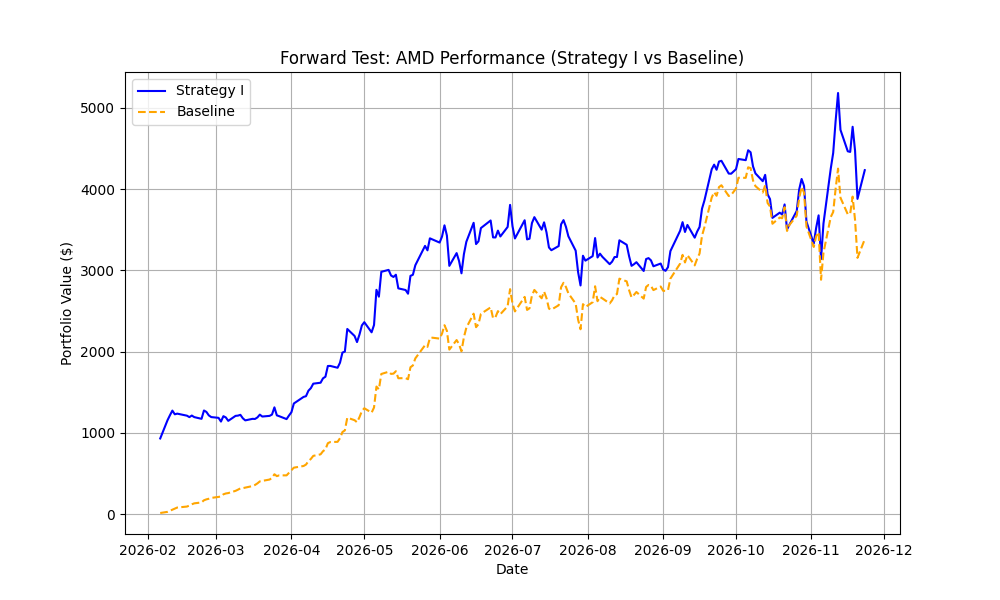 Forward Test: AMD Performance (Strategy I vs Baseline)
Strategy I
Baseline
Portfolio Value ($)
5000
4000
3000
2000
1000
0
2026-02 2026-03 2026-04 2026-05 2026-06 2026-07 2026-08 2026-09 2026-10 2026-11 2026-12
Date